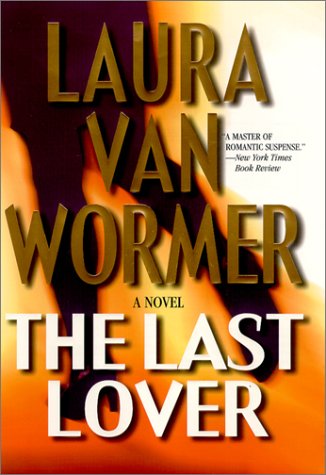 LAURA
VAN
WORMER
"A MASTER OF
ROMANTIC SUSPENSE."
—New York Times
Book Review
A NOVEL
THE LAST
LOVER